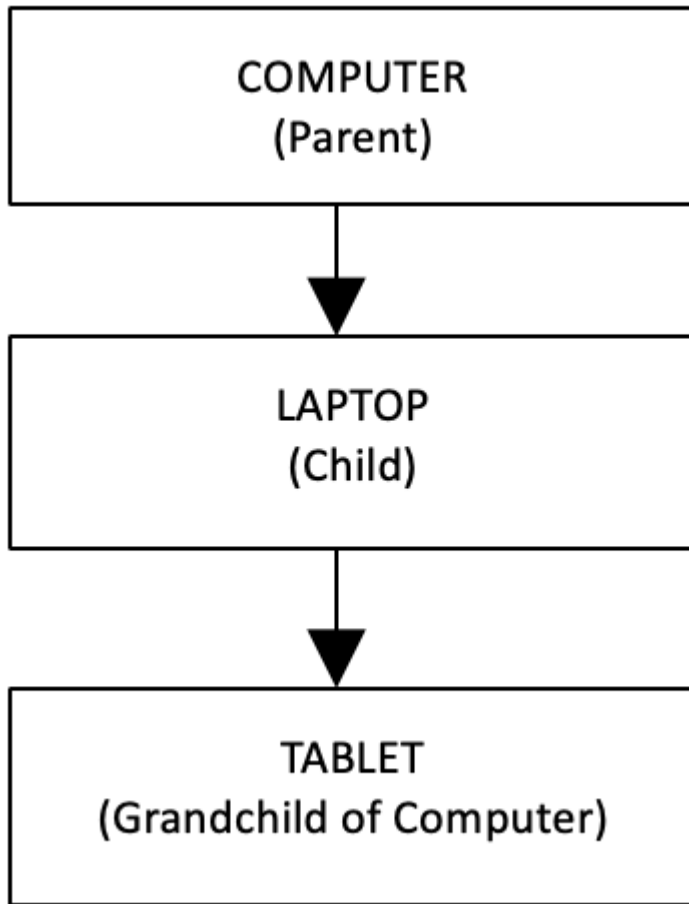 COMPUTER
(Parent)
LAPTOP
(Child)
TABLET
(Grandchild of Computer)